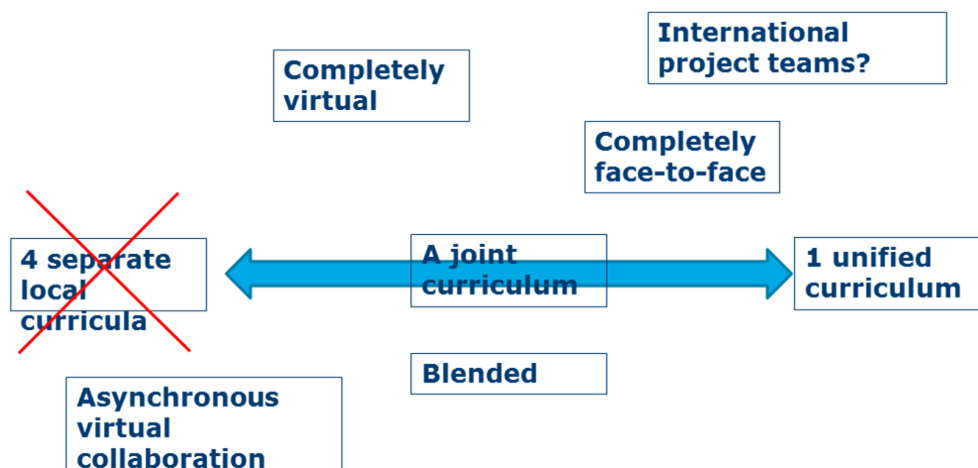 International
project teams?
Completely
virtual
Completely
face-to-face
4 separate
local
curricula
A joint
curriculum
1 unified
curriculum
Blended
Asynchronous
virtual
collaboration